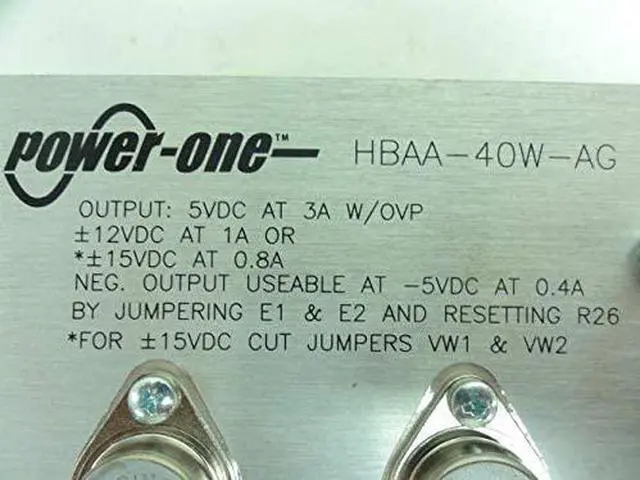 power-one™ HBAA-40W-AG
OUTPUT: 5VDC AT 3A W/OVP
±12VDC AT 1A OR
*±15VDC AT 0.8A
NEG. OUTPUT USEABLE AT -5VDC AT 0.4A
BY JUMPERING E1 & E2 AND RESETTING R26
*FOR ±15VDC CUT JUMPERS VW1 & VW2